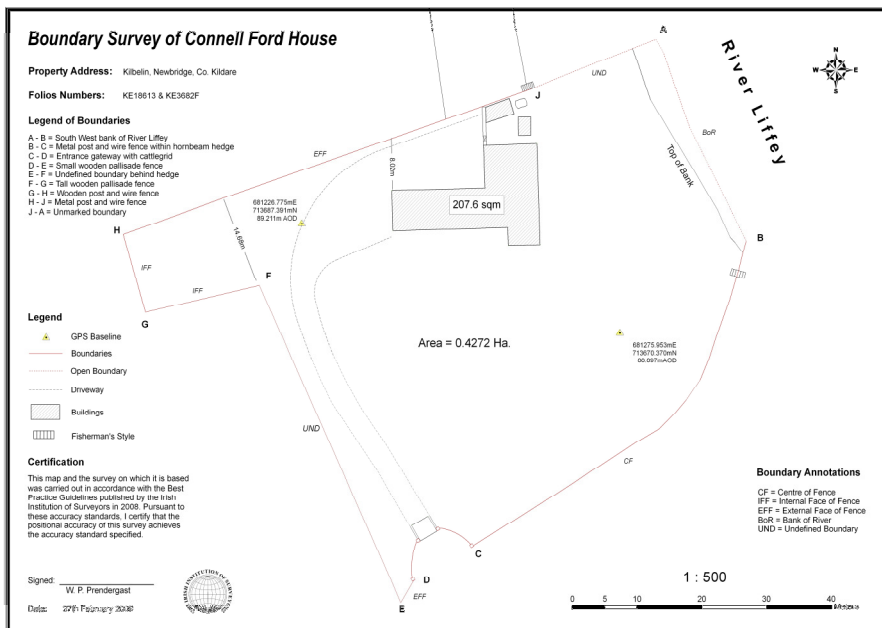 Boundary Survey of Connell Ford House
Property Address: Kilbelin, Newbridge, Co. Kildare
Folios Numbers: KE18613 & KE3682F
Legend of Boundaries
A - B = South West bank of River Liffey
B - C = Metal post and wire fence within hornbeam hedge
C - D = Entrance gateway with cattlegrid
D - E = Small wooden pallisade fence
E - F = Undefined boundary behind hedge
F - G = Tall wooden pallisade fence
G - H = Wooden post and wire fence
H - J = Metal post and wire fence
J - A = Unmarked boundary
A
River Liffey
N
W
E
S
UND
J
BoR
Top of Bank
EFF
8.02m
207.6 sqm
681226.775mE
713687.391mN
89.211m AOD
H
14.68m
B
IFF
F
IFF
G
Legend
GPS Baseline
Boundaries
Open Boundary
Driveway
Buildings
Fisherman's Style
Area = 0.4272 Ha.
681275.953mE
713670.370mN
UND
CF
Certification
This map and the survey on which it is based
was carried out in accordance with the Best
Practice Guidelines published by the Irish
Institution of Surveyors in 2008. Pursuant to
these accuracy standards, I certify that the
positional accuracy of this survey achieves
the accuracy standard specified.
Boundary Annotations
CF = Centre of Fence
IFF = Internal Face of Fence
EFF = External Face of Fence
BoR = Bank of River
UND = Undefined Boundary
C
D
E
EFF
Signed:
W. P. Prendergast
Date: 27th February
IRISH INSTITUTION OF SURVEYORS
1 : 500
0 5 10 20 30 40
Metres